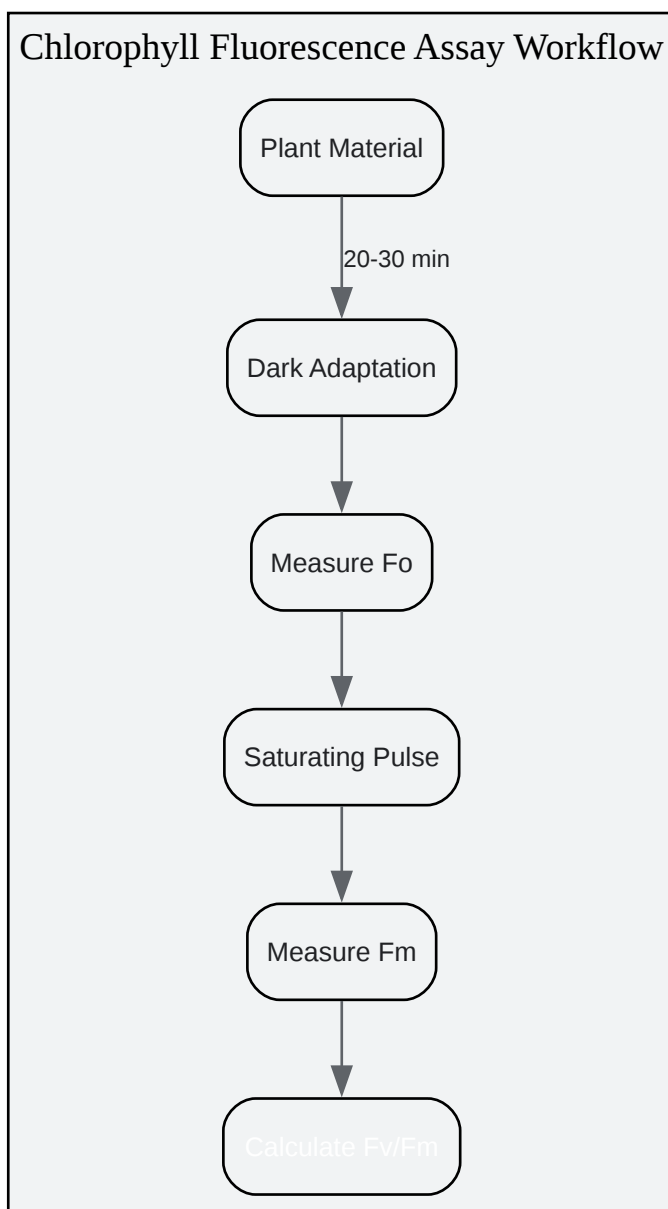 Chlorophyll Fluorescence Assay Workflow
Plant Material
20-30 min
Dark Adaptation
Measure Fo
Saturating Pulse
Measure Fm
Calculate Fv/Fm